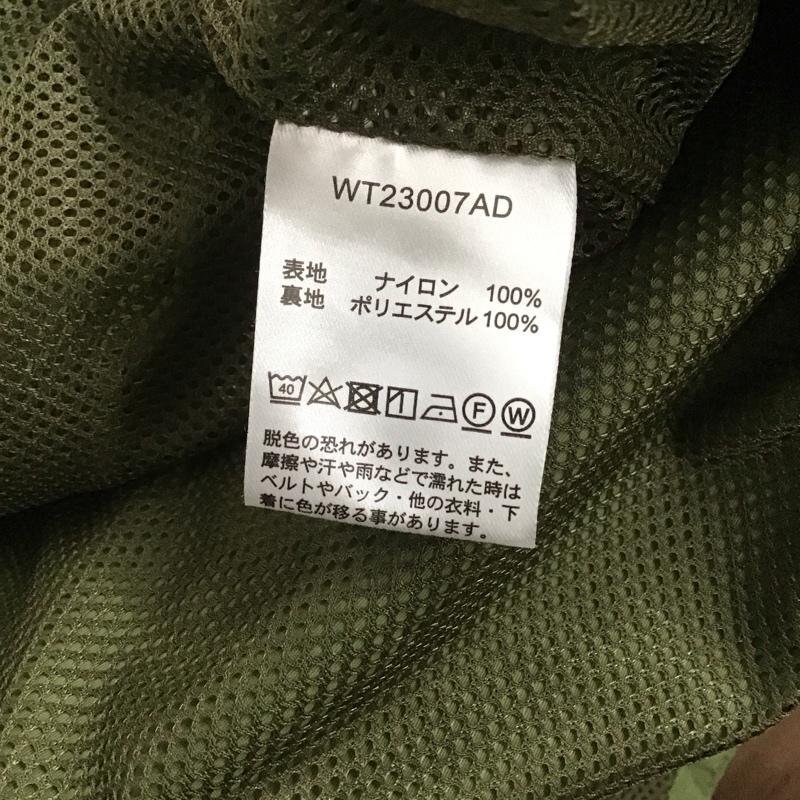 WT23007AD
表地 ナイロン 100%
裏地 ポリエステル 100%
40 F W
脱色の恐れがあります。また、
摩擦や汗や雨などで濡れた時は
ベルトやバック・他の衣料・下
着に色が移る事があります。